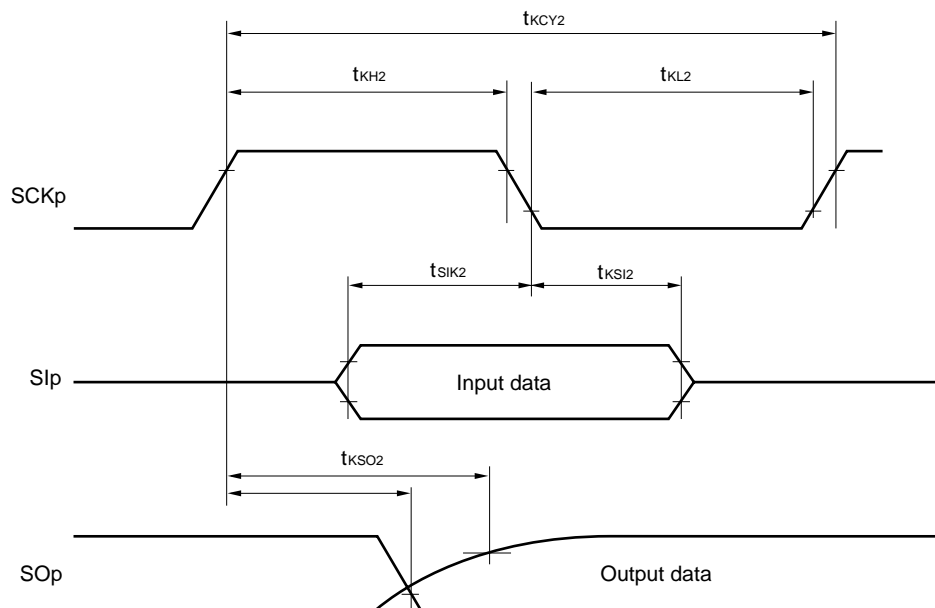 tKCY2
tKH2
tKL2
SCKp
tSIK2
tKSI2
SIp
Input data
tKSO2
SOp
Output data